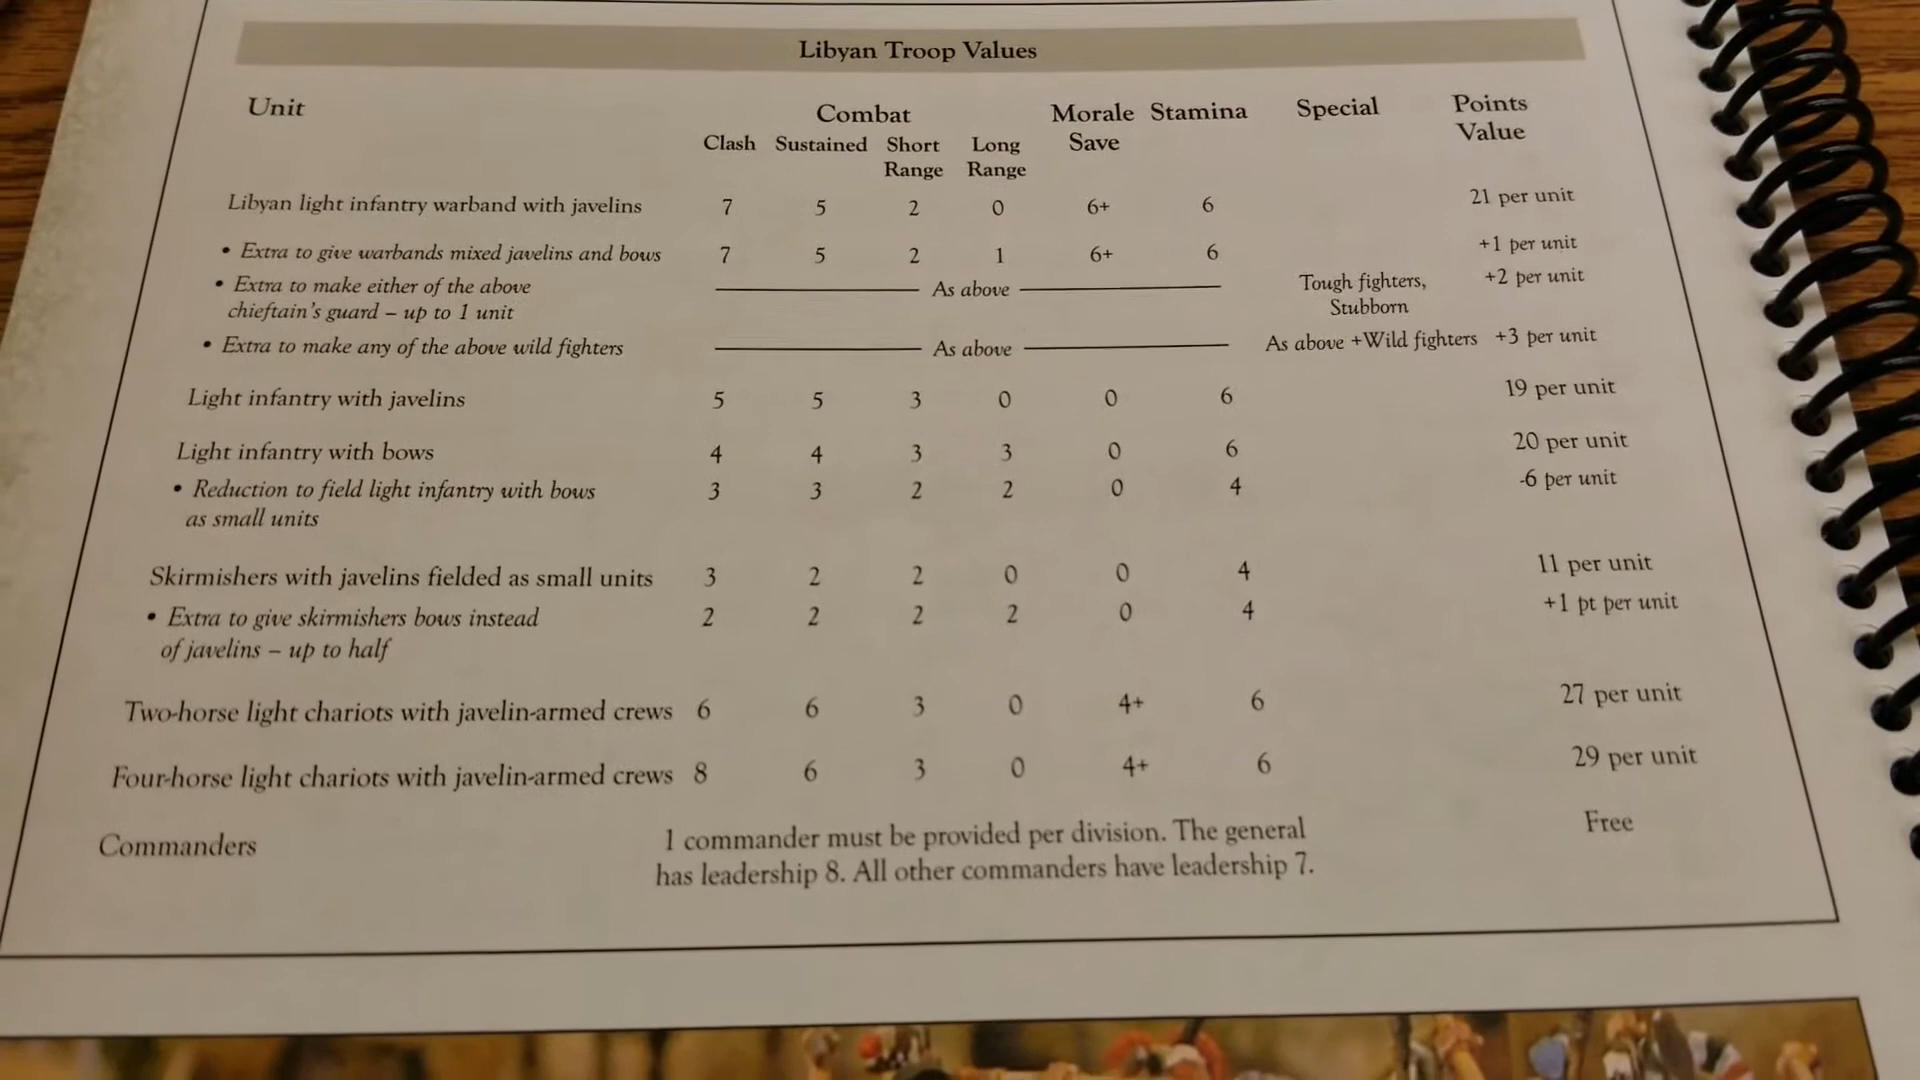 Libyan Troop Values
Unit Combat Morale Stamina Special Points
Clash Sustained Short Long Save Value
Range Range
Libyan light infantry warband with javelins 7 5 2 0 6+ 6 21 per unit
• Extra to give warbands mixed javelins and bows 7 5 2 1 6+ 6 +1 per unit
• Extra to make either of the above As above Tough fighters, +2 per unit
chieftain's guard – up to 1 unit Stubborn
• Extra to make any of the above wild fighters As above As above +Wild fighters +3 per unit
Light infantry with javelins 5 5 3 0 0 6 19 per unit
Light infantry with bows 4 4 3 3 0 6 20 per unit
• Reduction to field light infantry with bows 3 3 2 2 0 4 -6 per unit
as small units
Skirmishers with javelins fielded as small units 3 2 2 0 0 4 11 per unit
• Extra to give skirmishers bows instead 2 2 2 2 0 4 +1 pt per unit
of javelins – up to half
Two-horse light chariots with javelin-armed crews 6 6 3 0 4+ 6 27 per unit
Four-horse light chariots with javelin-armed crews 8 6 3 0 4+ 6 29 per unit
Commanders 1 commander must be provided per division. The general Free
has leadership 8. All other commanders have leadership 7.